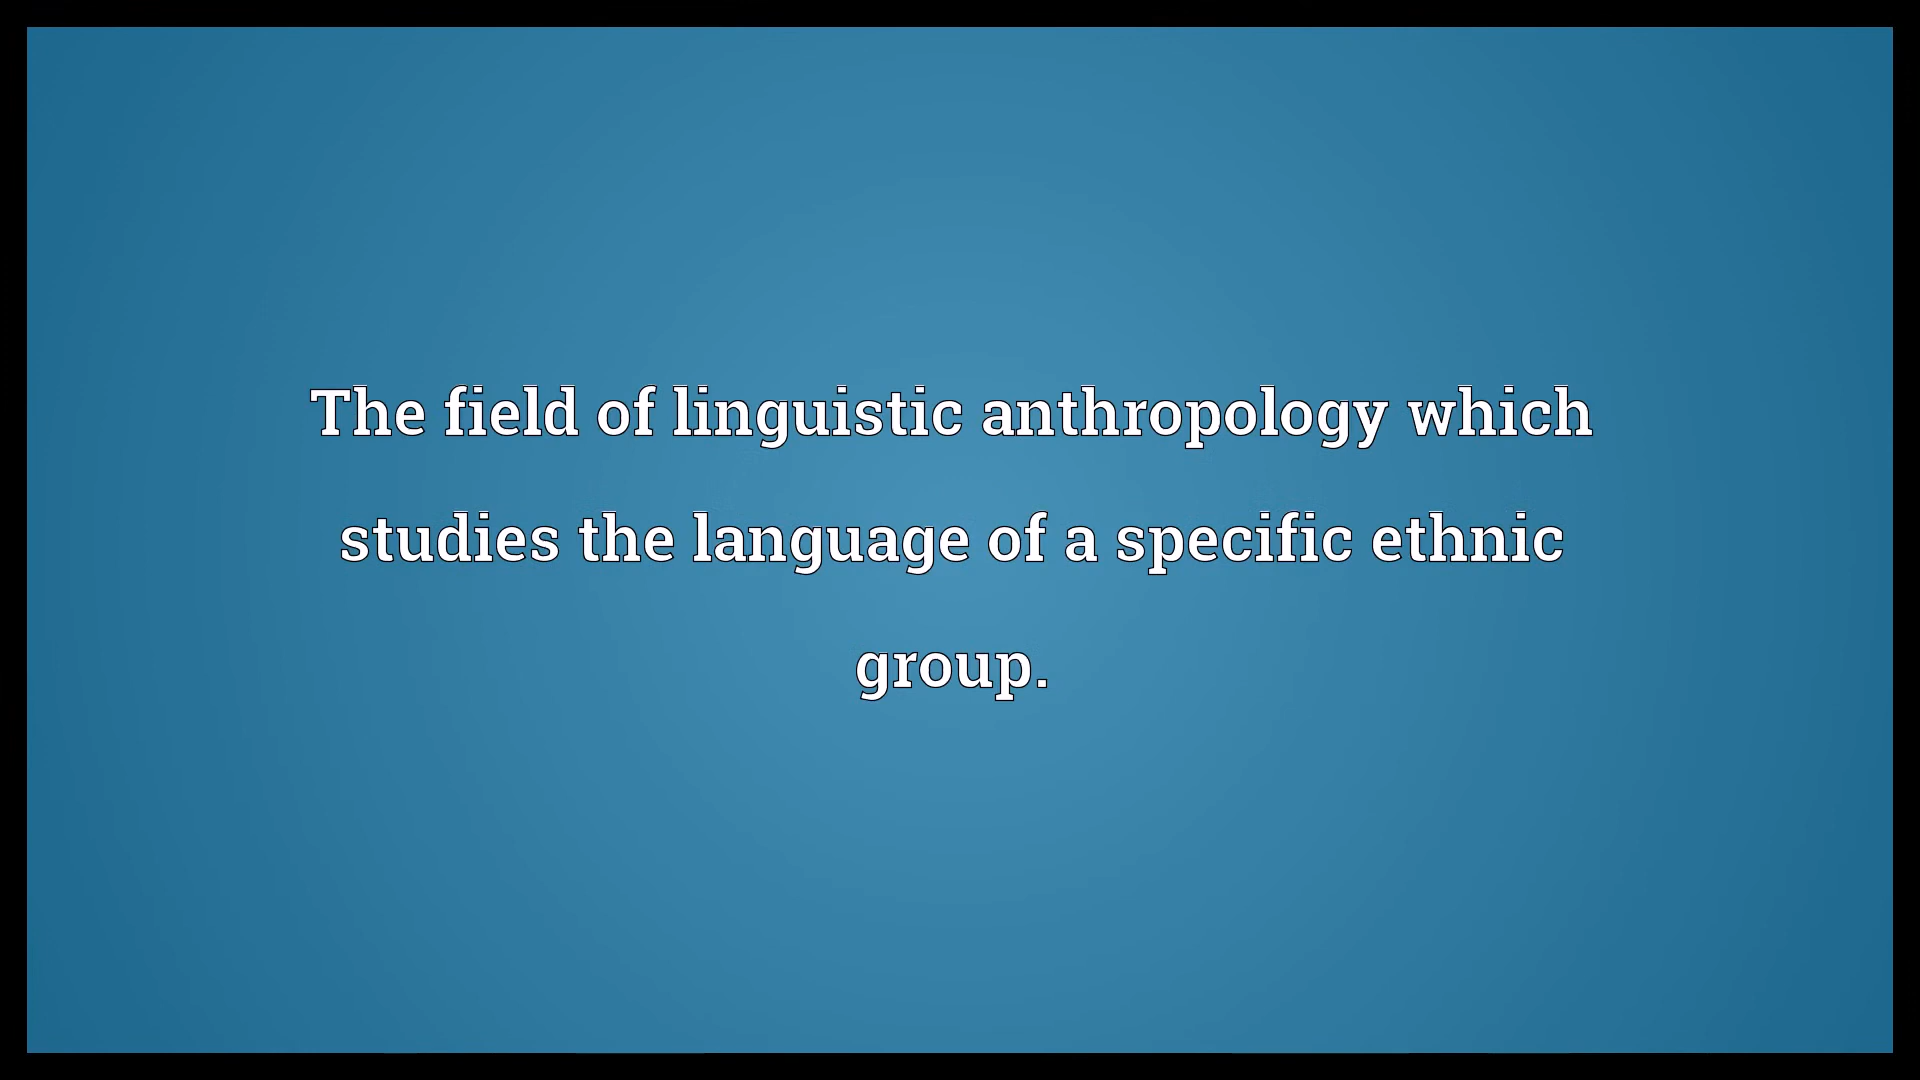 The field of linguistic anthropology which
studies the language of a specific ethnic
group.